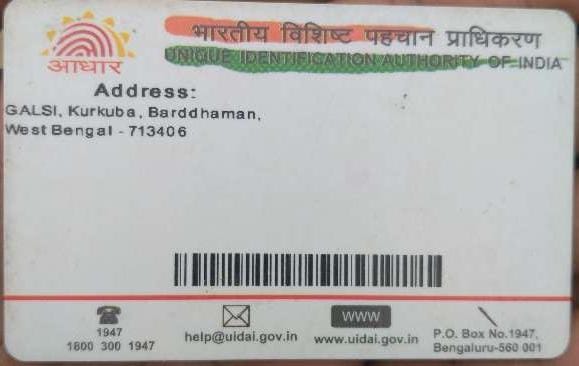 भारतीय विशिष्ट पहचान प्राधिकरण
UNIQUE IDENTIFICATION AUTHORITY OF INDIA
आधार
Address:
GALSI, Kurkuba, Barddhaman,
West Bengal - 713406
1947
1800 300 1947
help@uidai.gov.in
WWW
www.uidai.gov.in
P.O. Box No.1947,
Bengaluru-560 001